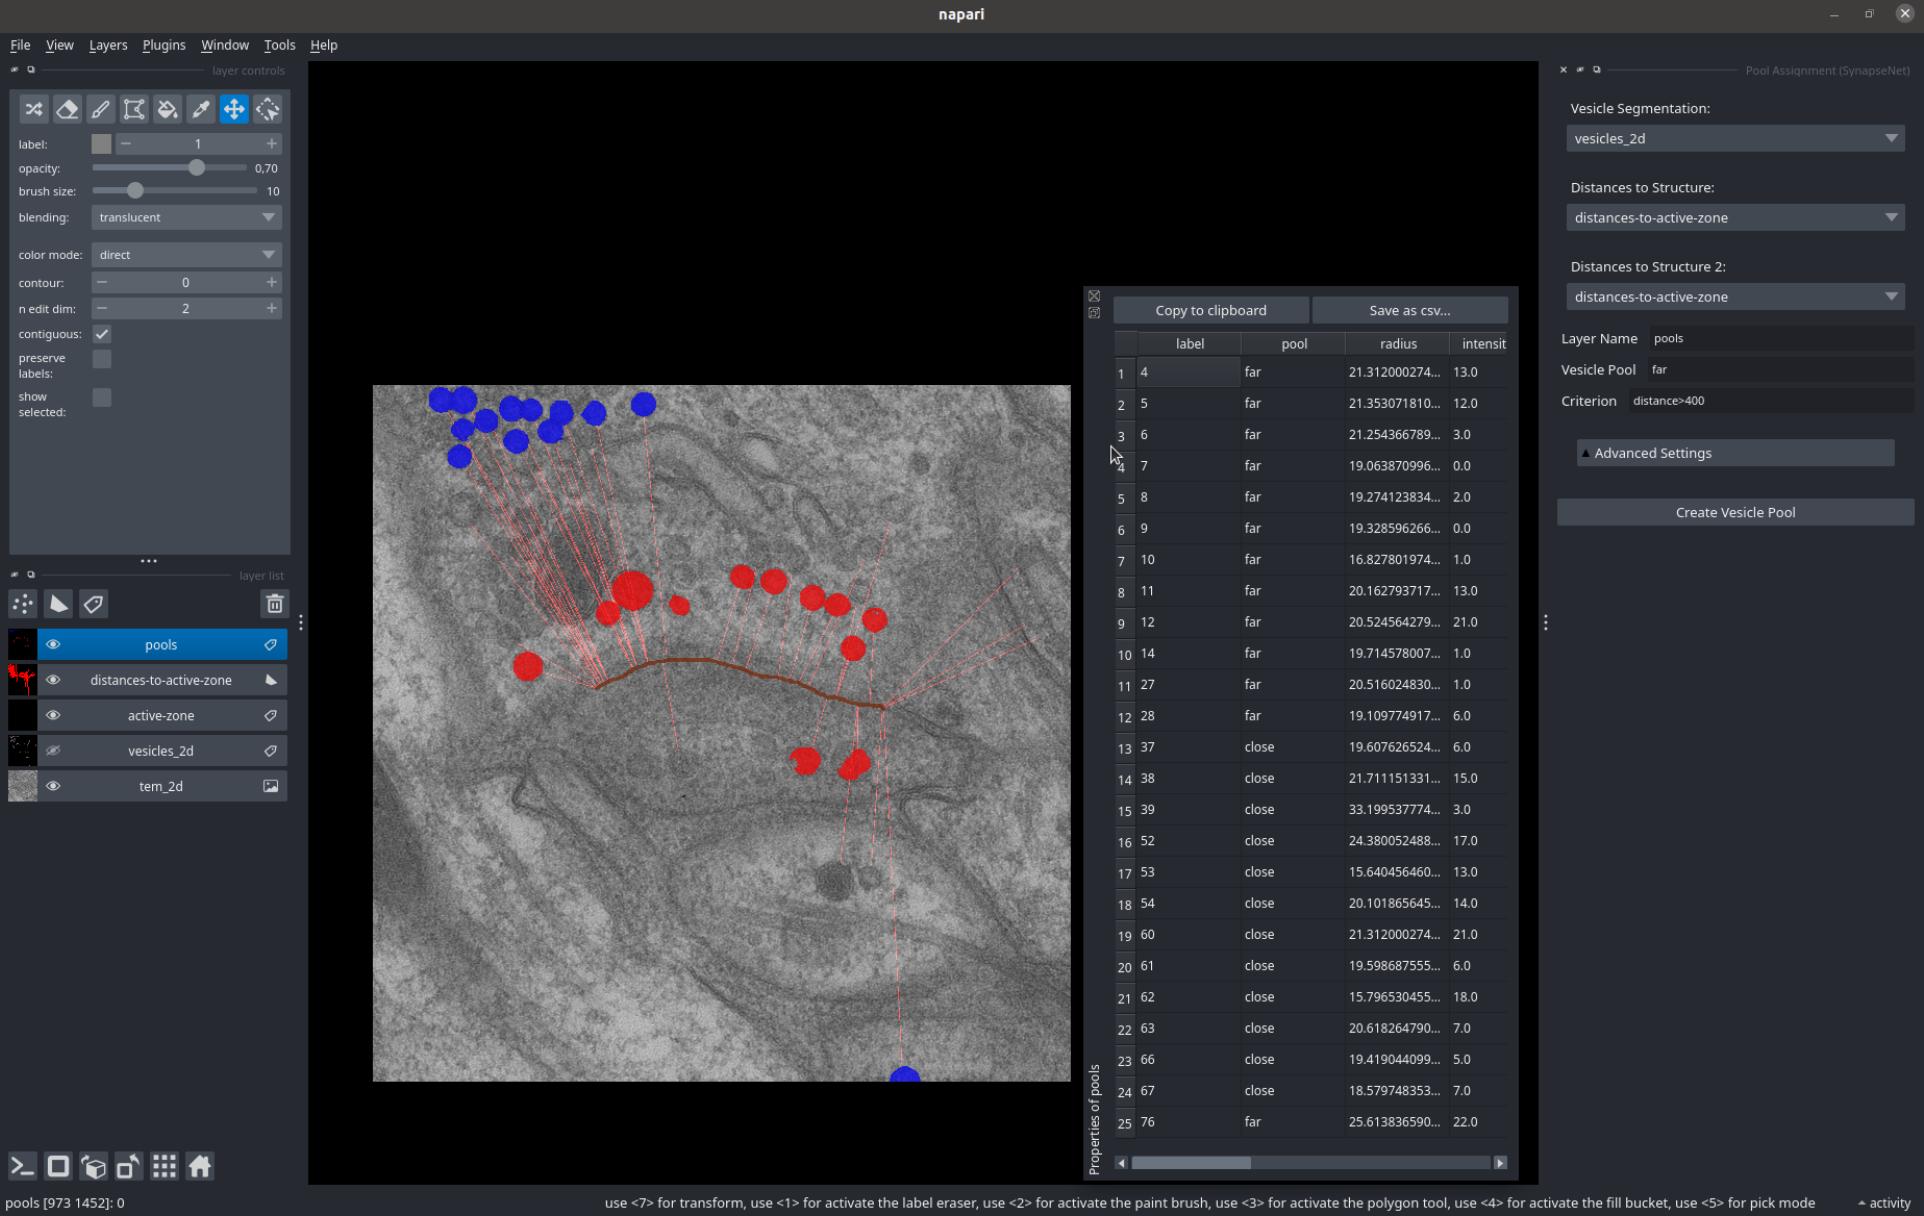 napari
File View Layers Plugins Window Tools Help
layer controls
label: 1
opacity: 0,70
brush size: 10
blending: translucent
color mode: direct
contour: 0
n edit dim: 2
contiguous:
preserve
labels:
show
selected:
layer list
pools
distances-to-active-zone
active-zone
vesicles_2d
tem_2d
Copy to clipboard Save as csv...
label pool radius intensit
1 4 far 21.312000274... 13.0
2 5 far 21.353071810... 12.0
3 6 far 21.254366789... 3.0
4 7 far 19.063870996... 0.0
5 8 far 19.274123834... 2.0
6 9 far 19.328596266... 0.0
7 10 far 16.827801974... 1.0
8 11 far 20.162793717... 13.0
9 12 far 20.524564279... 21.0
10 14 far 19.714578007... 1.0
11 27 far 20.516024830... 1.0
12 28 far 19.109774917... 6.0
13 37 close 19.607626524... 6.0
14 38 close 21.711151331... 15.0
15 39 close 33.199537774... 3.0
16 52 close 24.380052488... 17.0
17 53 close 15.640456460... 13.0
18 54 close 20.101865645... 14.0
19 60 close 21.312000274... 21.0
20 61 close 19.598687555... 6.0
21 62 close 15.796530455... 18.0
22 63 close 20.618264790... 7.0
23 66 close 19.419044099... 5.0
24 67 close 18.579748353... 7.0
25 76 far 25.613836590... 22.0
Properties of pools
Pool Assignment (SynapseNet)
Vesicle Segmentation:
vesicles_2d
Distances to Structure:
distances-to-active-zone
Distances to Structure 2:
distances-to-active-zone
Layer Name pools
Vesicle Pool far
Criterion distance>400
Advanced Settings
Create Vesicle Pool
pools [973 1452]: 0
use <7> for transform, use <1> for activate the label eraser, use <2> for activate the paint brush, use <3> for activate the polygon tool, use <4> for activate the fill bucket, use <5> for pick mode
activity